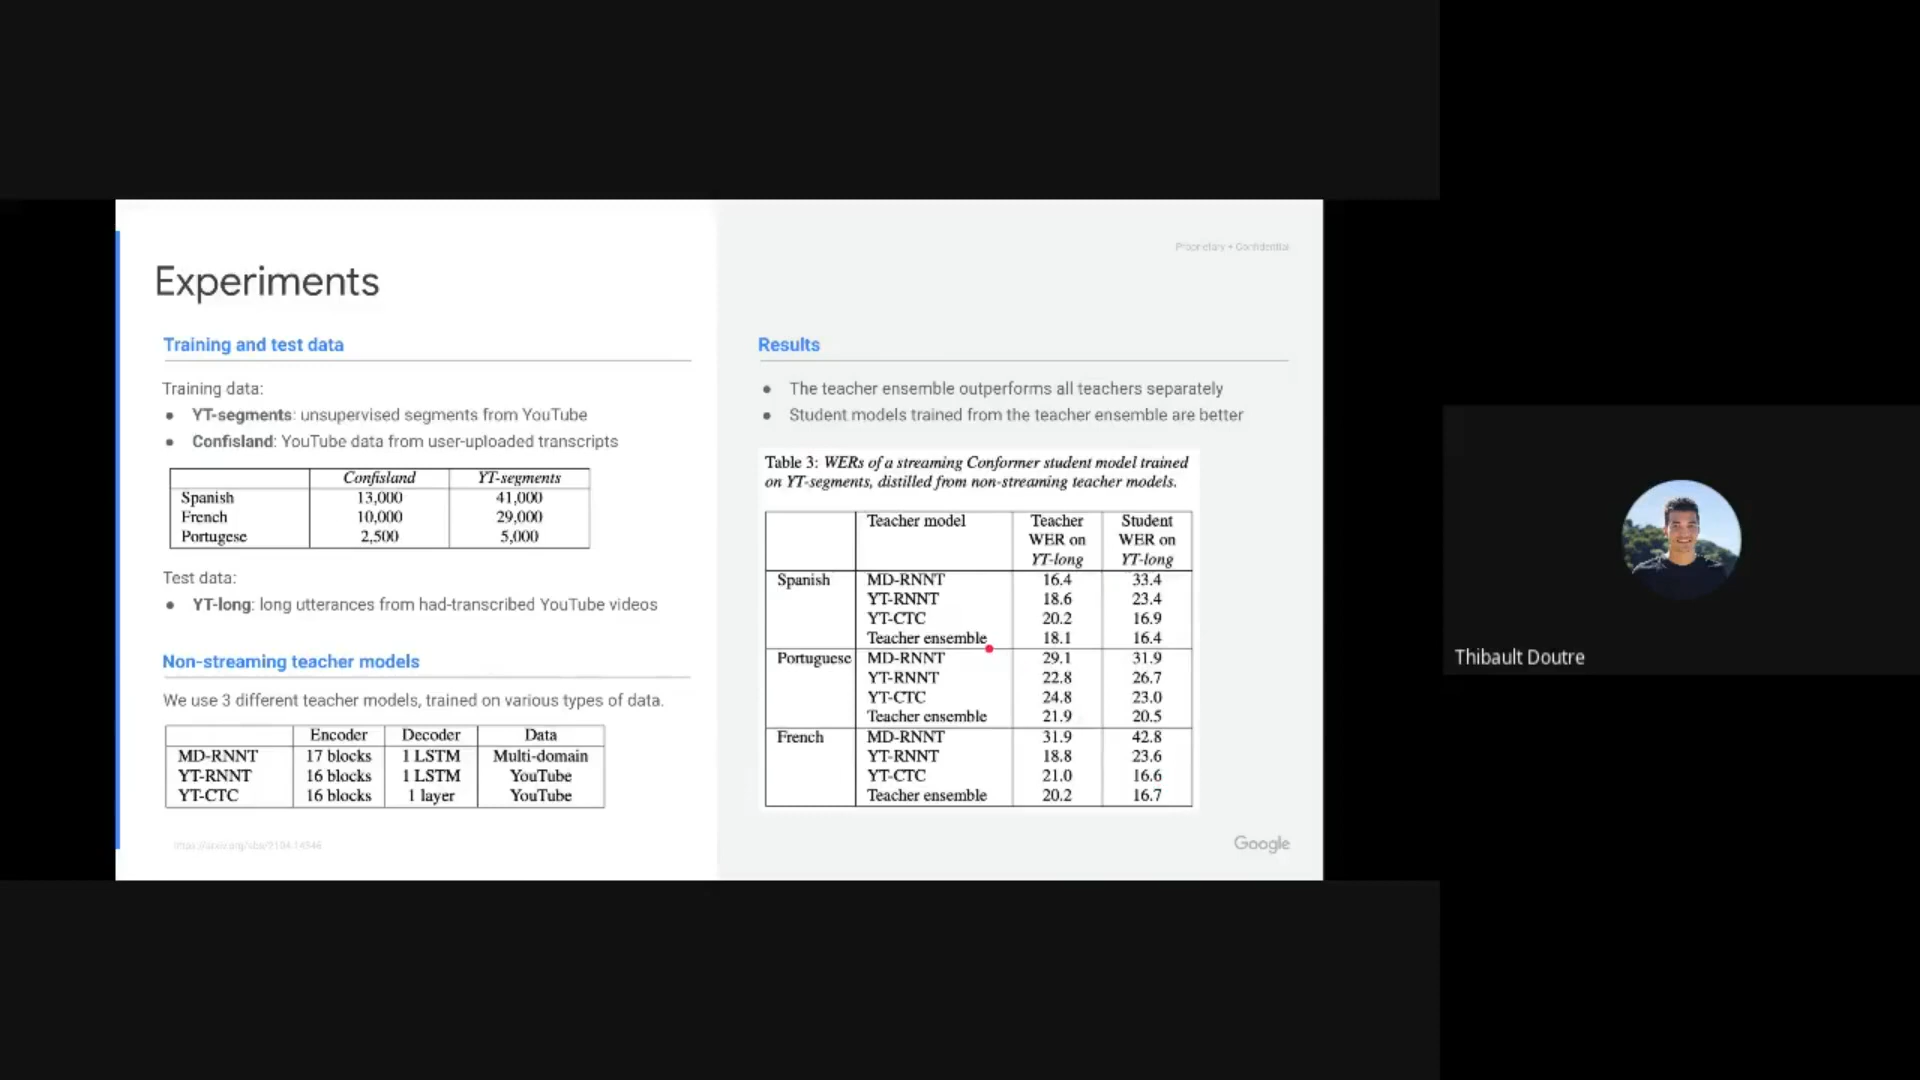 Proprietary + Confidential
Experiments
Training and test data
Training data:
● YT-segments: unsupervised segments from YouTube
● Confisland: YouTube data from user-uploaded transcripts
Confisland YT-segments
Spanish 13,000 41,000
French 10,000 29,000
Portugese 2,500 5,000
Test data:
● YT-long: long utterances from had-transcribed YouTube videos
Non-streaming teacher models
We use 3 different teacher models, trained on various types of data.
Encoder Decoder Data
MD-RNNT 17 blocks 1 LSTM Multi-domain
YT-RNNT 16 blocks 1 LSTM YouTube
YT-CTC 16 blocks 1 layer YouTube
Results
● The teacher ensemble outperforms all teachers separately
● Student models trained from the teacher ensemble are better
Table 3: WERs of a streaming Conformer student model trained
on YT-segments, distilled from non-streaming teacher models.
Teacher model Teacher Student
WER on WER on
YT-long YT-long
Spanish MD-RNNT 16.4 33.4
YT-RNNT 18.6 23.4
YT-CTC 20.2 16.9
Teacher ensemble 18.1 16.4
Portuguese MD-RNNT 29.1 31.9
YT-RNNT 22.8 26.7
YT-CTC 24.8 23.0
Teacher ensemble 21.9 20.5
French MD-RNNT 31.9 42.8
YT-RNNT 18.8 23.6
YT-CTC 21.0 16.6
Teacher ensemble 20.2 16.7
Google
Thibault Doutre